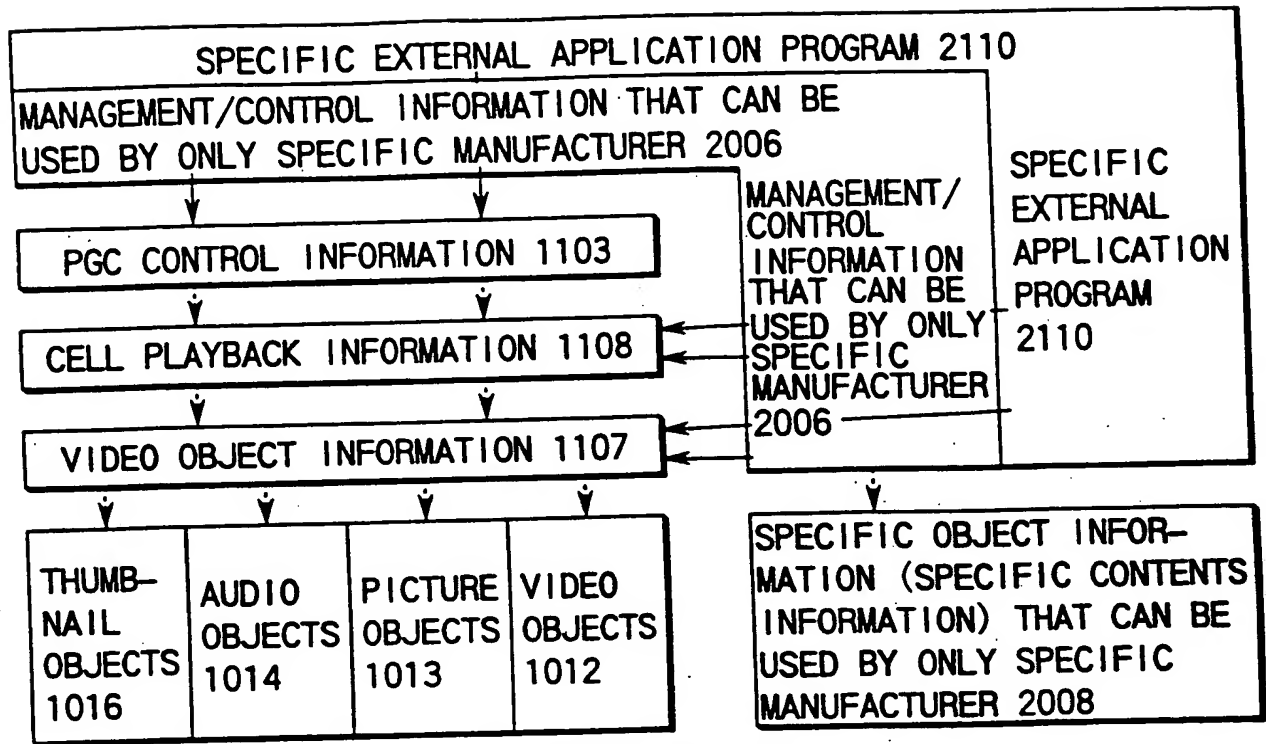 SPECIFIC EXTERNAL APPLICATION PROGRAM 2110
MANAGEMENT/CONTROL INFORMATION THAT CAN BE
USED BY ONLY SPECIFIC MANUFACTURER 2006
PGC CONTROL INFORMATION 1103
CELL PLAYBACK INFORMATION 1108
VIDEO OBJECT INFORMATION 1107
MANAGEMENT/
CONTROL
INFORMATION
THAT CAN BE
USED BY ONLY
SPECIFIC
MANUFACTURER
2006
SPECIFIC
EXTERNAL
APPLICATION
PROGRAM
2110
THUMB-
NAIL
OBJECTS
1016
AUDIO
OBJECTS
1014
PICTURE
OBJECTS
1013
VIDEO
OBJECTS
1012
SPECIFIC OBJECT INFOR-
MATION (SPECIFIC CONTENTS
INFORMATION) THAT CAN BE
USED BY ONLY SPECIFIC
MANUFACTURER 2008